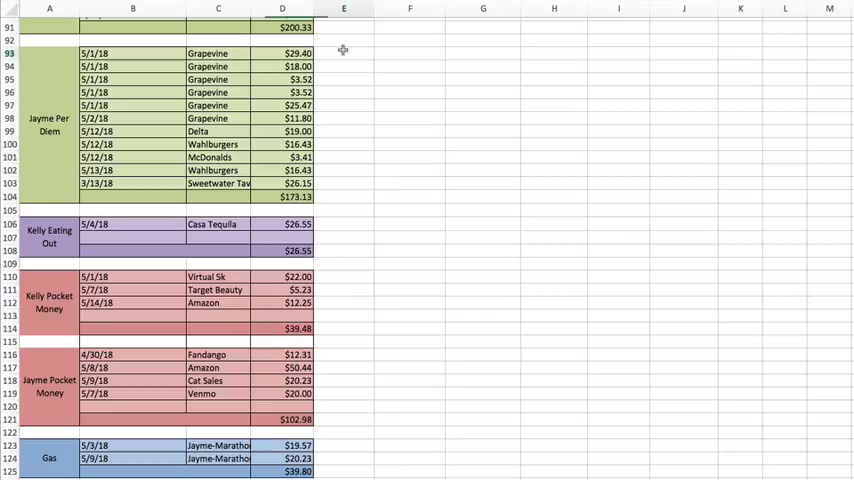 A B C D E F G H I J K L M
91 $200.33
92
93 5/1/18 Grapevine $29.40
94 5/1/18 Grapevine $18.00
95 5/1/18 Grapevine $3.52
96 5/1/18 Grapevine $3.52
97 5/1/18 Grapevine $25.47
98 Jayme Per 5/2/18 Grapevine $11.80
99 Diem 5/12/18 Delta $19.00
100 5/12/18 Wahlburgers $16.43
101 5/12/18 McDonalds $3.41
102 5/13/18 Wahlburgers $16.43
103 3/13/18 Sweetwater Tav $26.15
104 $173.13
105
106 5/4/18 Casa Tequila $26.55
107 Kelly Eating
108 Out $26.55
109
110 5/1/18 Virtual 5k $22.00
111 5/7/18 Target Beauty $5.23
112 Kelly Pocket 5/14/18 Amazon $12.25
113 Money
114 $39.48
115
116 4/30/18 Fandango $12.31
117 5/8/18 Amazon $50.44
118 Jayme Pocket 5/9/18 Cat Sales $20.23
119 Money 5/7/18 Venmo $20.00
120
121 $102.98
122
123 5/3/18 Jayme-Maratho $19.57
124 Gas 5/9/18 Jayme-Maratho $20.23
125 $39.80